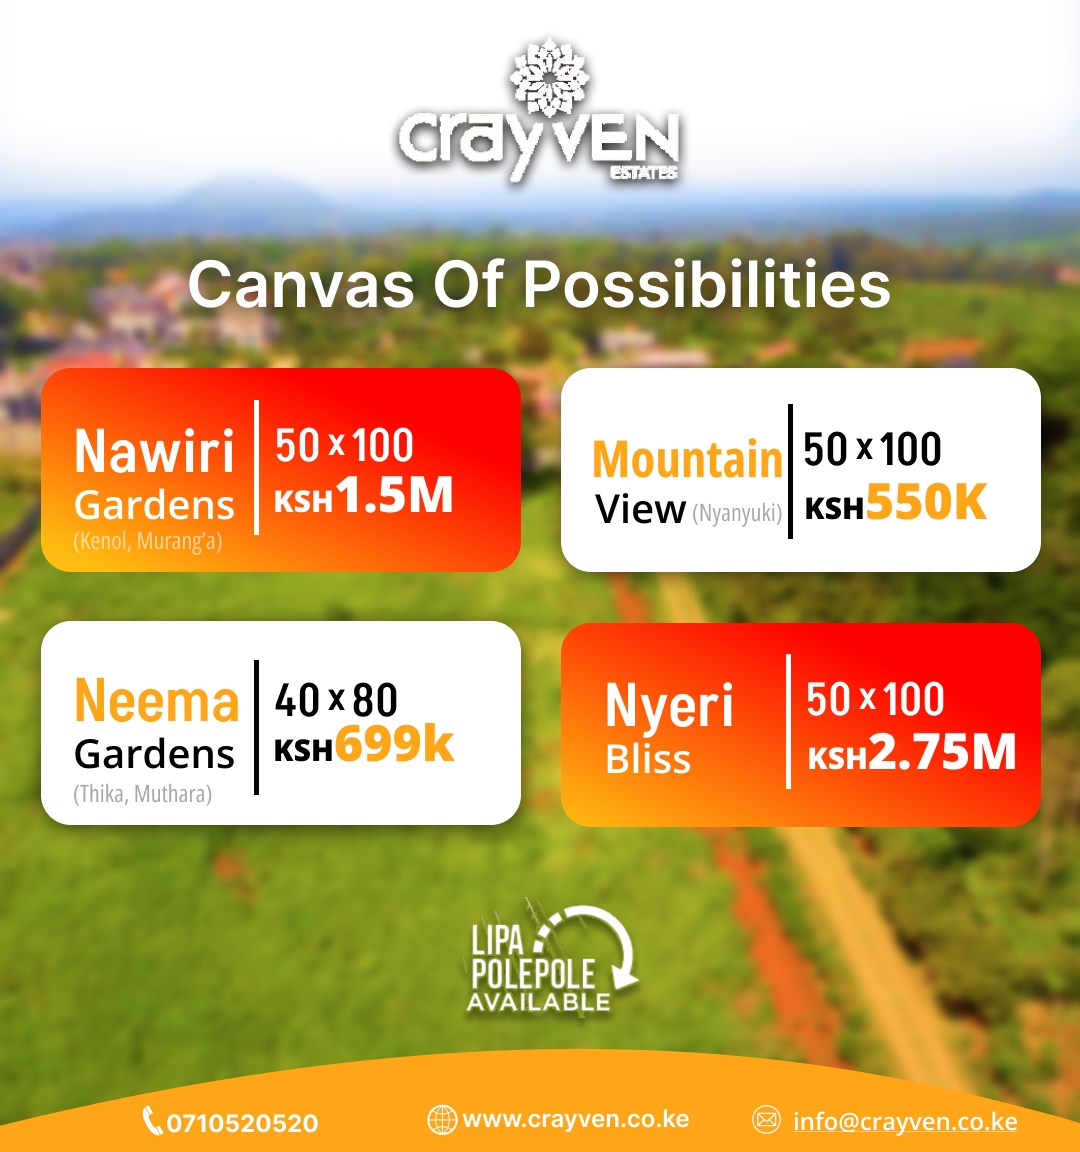 crayVEN
ESTATES
Canvas Of Possibilities
Nawiri
Gardens
(Kenol, Murang’a)
50 x 100
KSH1.5M
Mountain
View (Nyanyuki)
50 x 100
KSH550K
Neema
Gardens
(Thika, Muthara)
40 x 80
KSH699k
Nyeri
Bliss
50 x 100
KSH2.75M
LIPA
POLEPOLE
AVAILABLE
0710520520
www.crayven.co.ke
info@crayven.co.ke